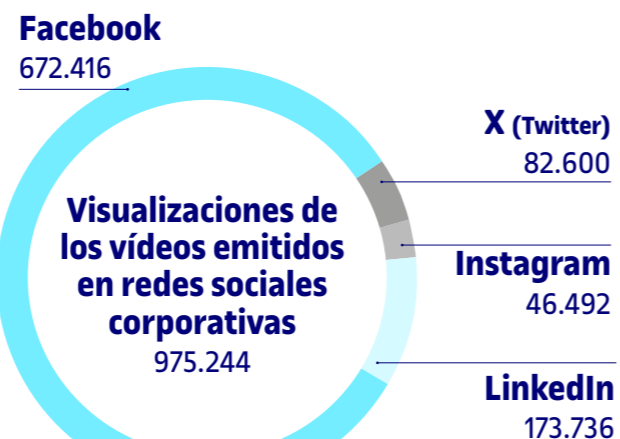 Facebook
672.416
X (Twitter)
82.600
Visualizaciones de
los vídeos emitidos
en redes sociales
corporativas
975.244
Instagram
46.492
LinkedIn
173.736